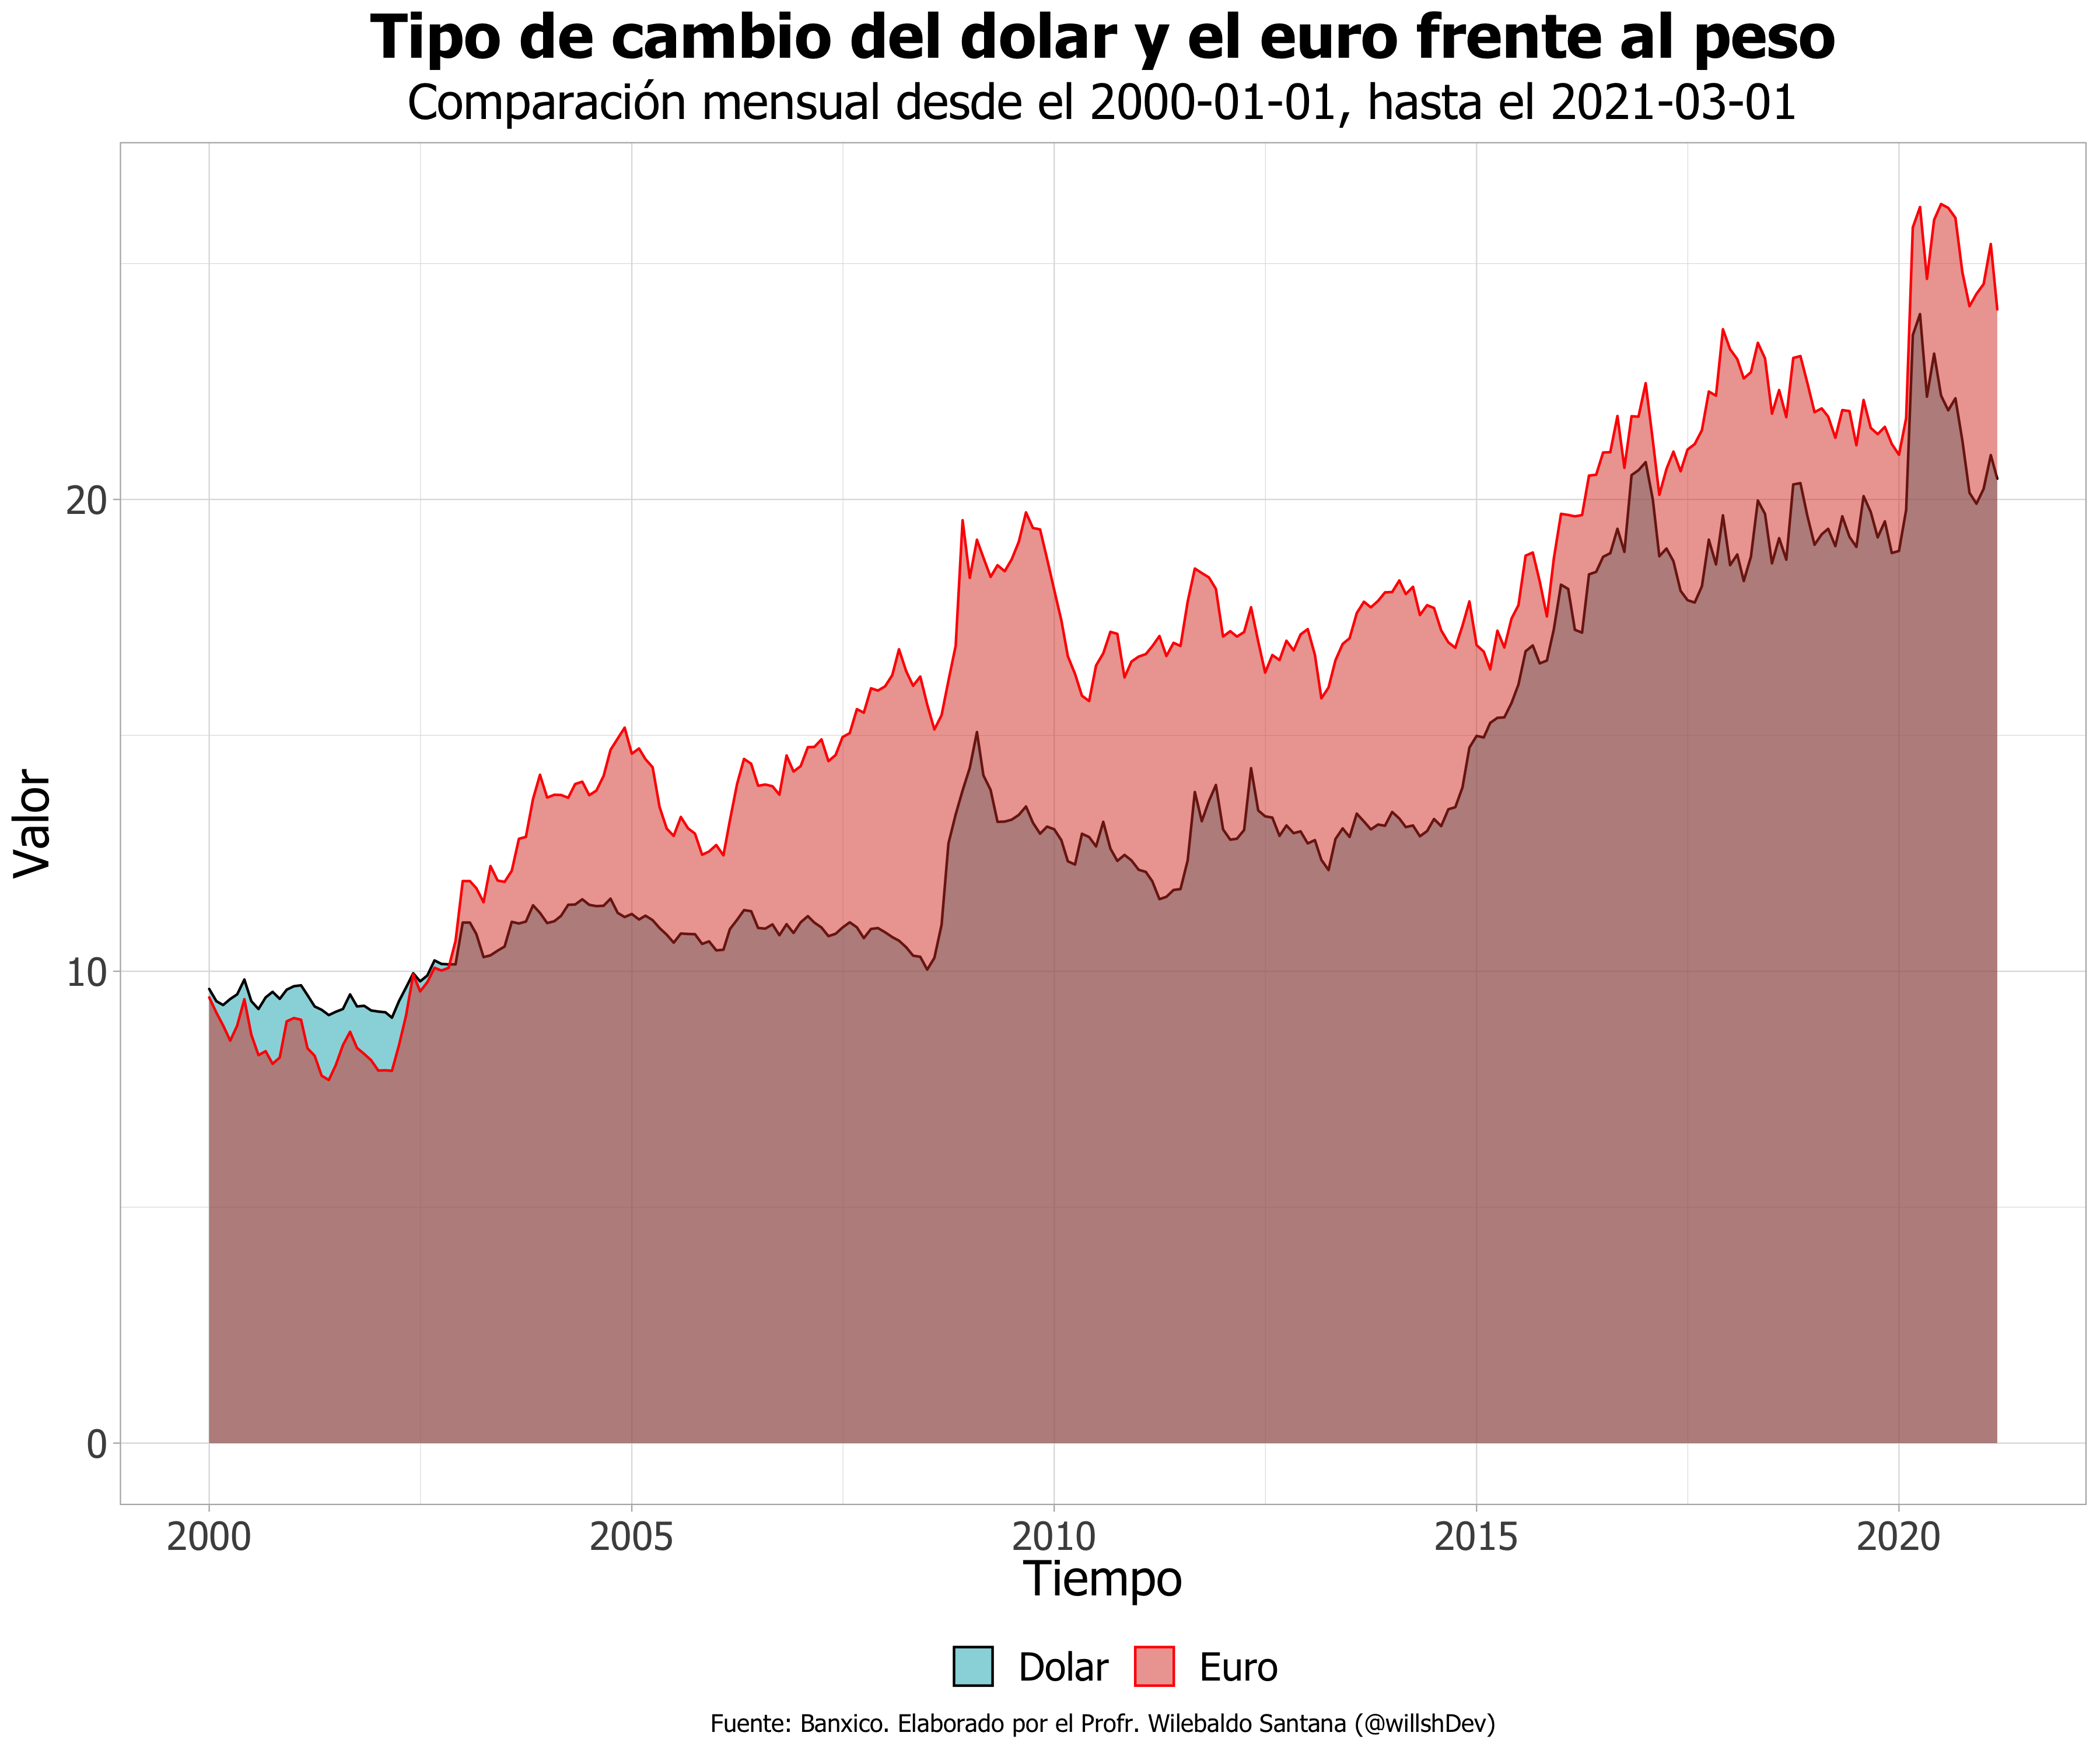 Tipo de cambio del dolar y el euro frente al peso
Comparación mensual desde el 2000-01-01, hasta el 2021-03-01
Valor
20
10
0
2000 2005 2010 2015 2020
Tiempo
Dolar Euro
Fuente: Banxico. Elaborado por el Profr. Wilebaldo Santana (@willshDev)